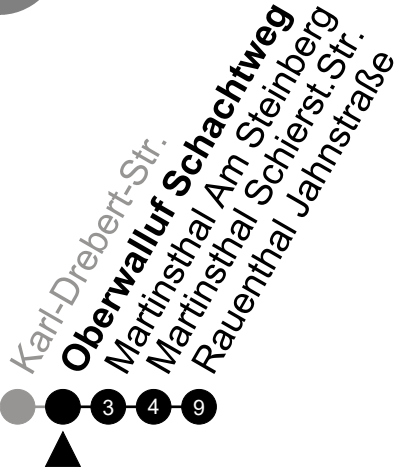 Karl-Drebert-Str.
Oberwalluf Schachtweg
Martinsthal Am Steinberg
Martinsthal Schierst.Str.
Rauenthal Jahnstraße
3 4 9